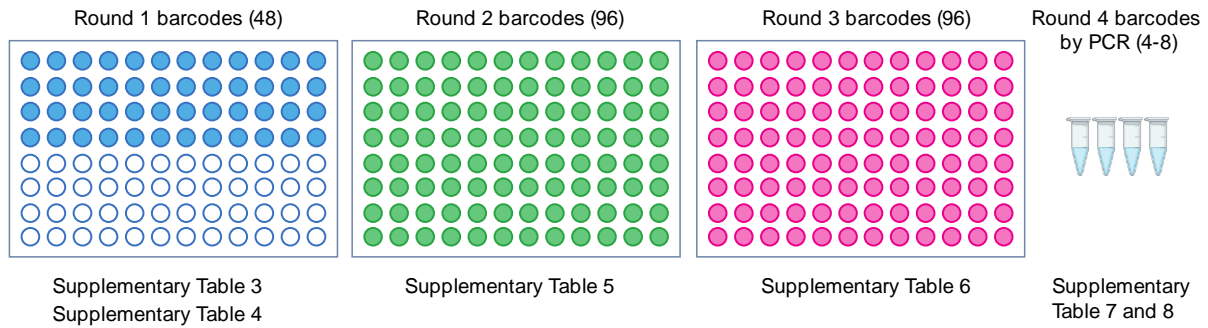 Round 1 barcodes (48)
Round 2 barcodes (96)
Round 3 barcodes (96)
Round 4 barcodes
by PCR (4-8)
Supplementary Table 3
Supplementary Table 4
Supplementary Table 5
Supplementary Table 6
Supplementary
Table 7 and 8